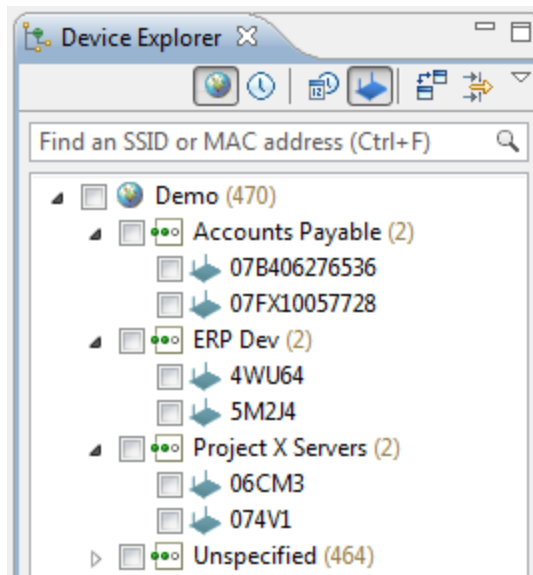 Device Explorer
Find an SSID or MAC address (Ctrl+F)
Demo (470)
Accounts Payable (2)
07B406276536
07FX10057728
ERP Dev (2)
4WU64
5M2J4
Project X Servers (2)
06CM3
074V1
Unspecified (464)